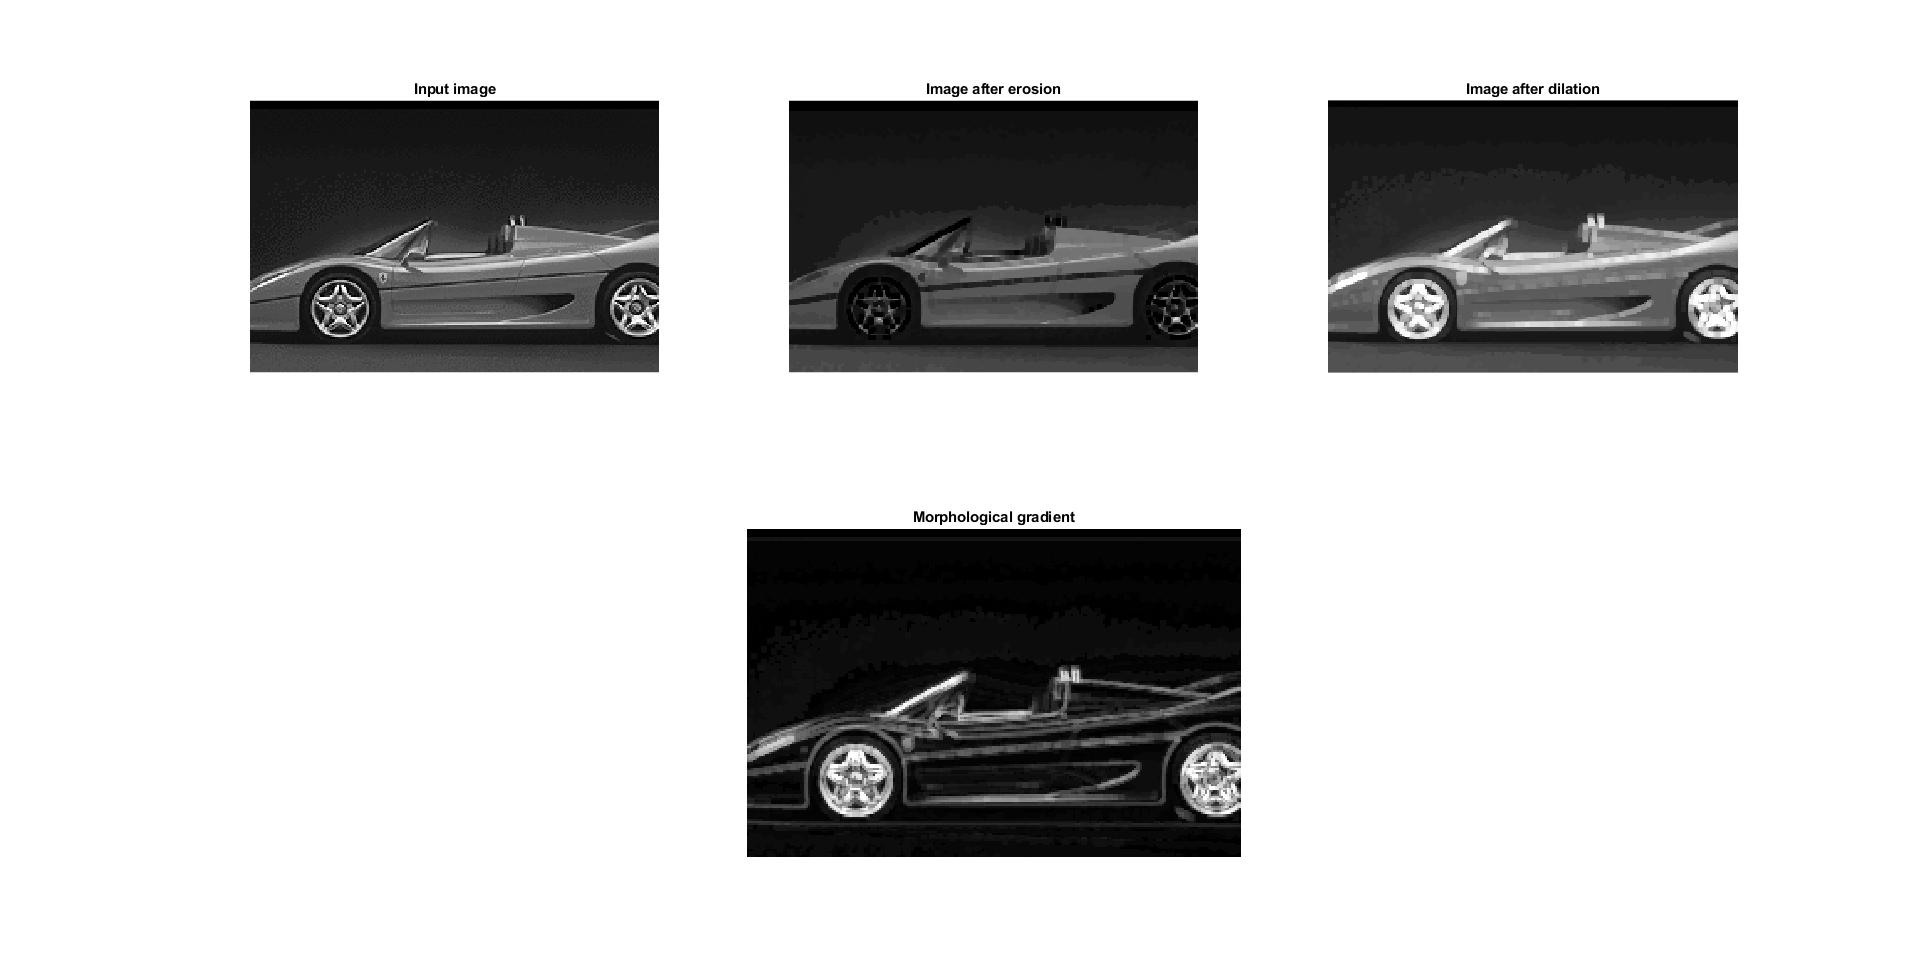 Input image
Image after erosion
Image after dilation
Morphological gradient